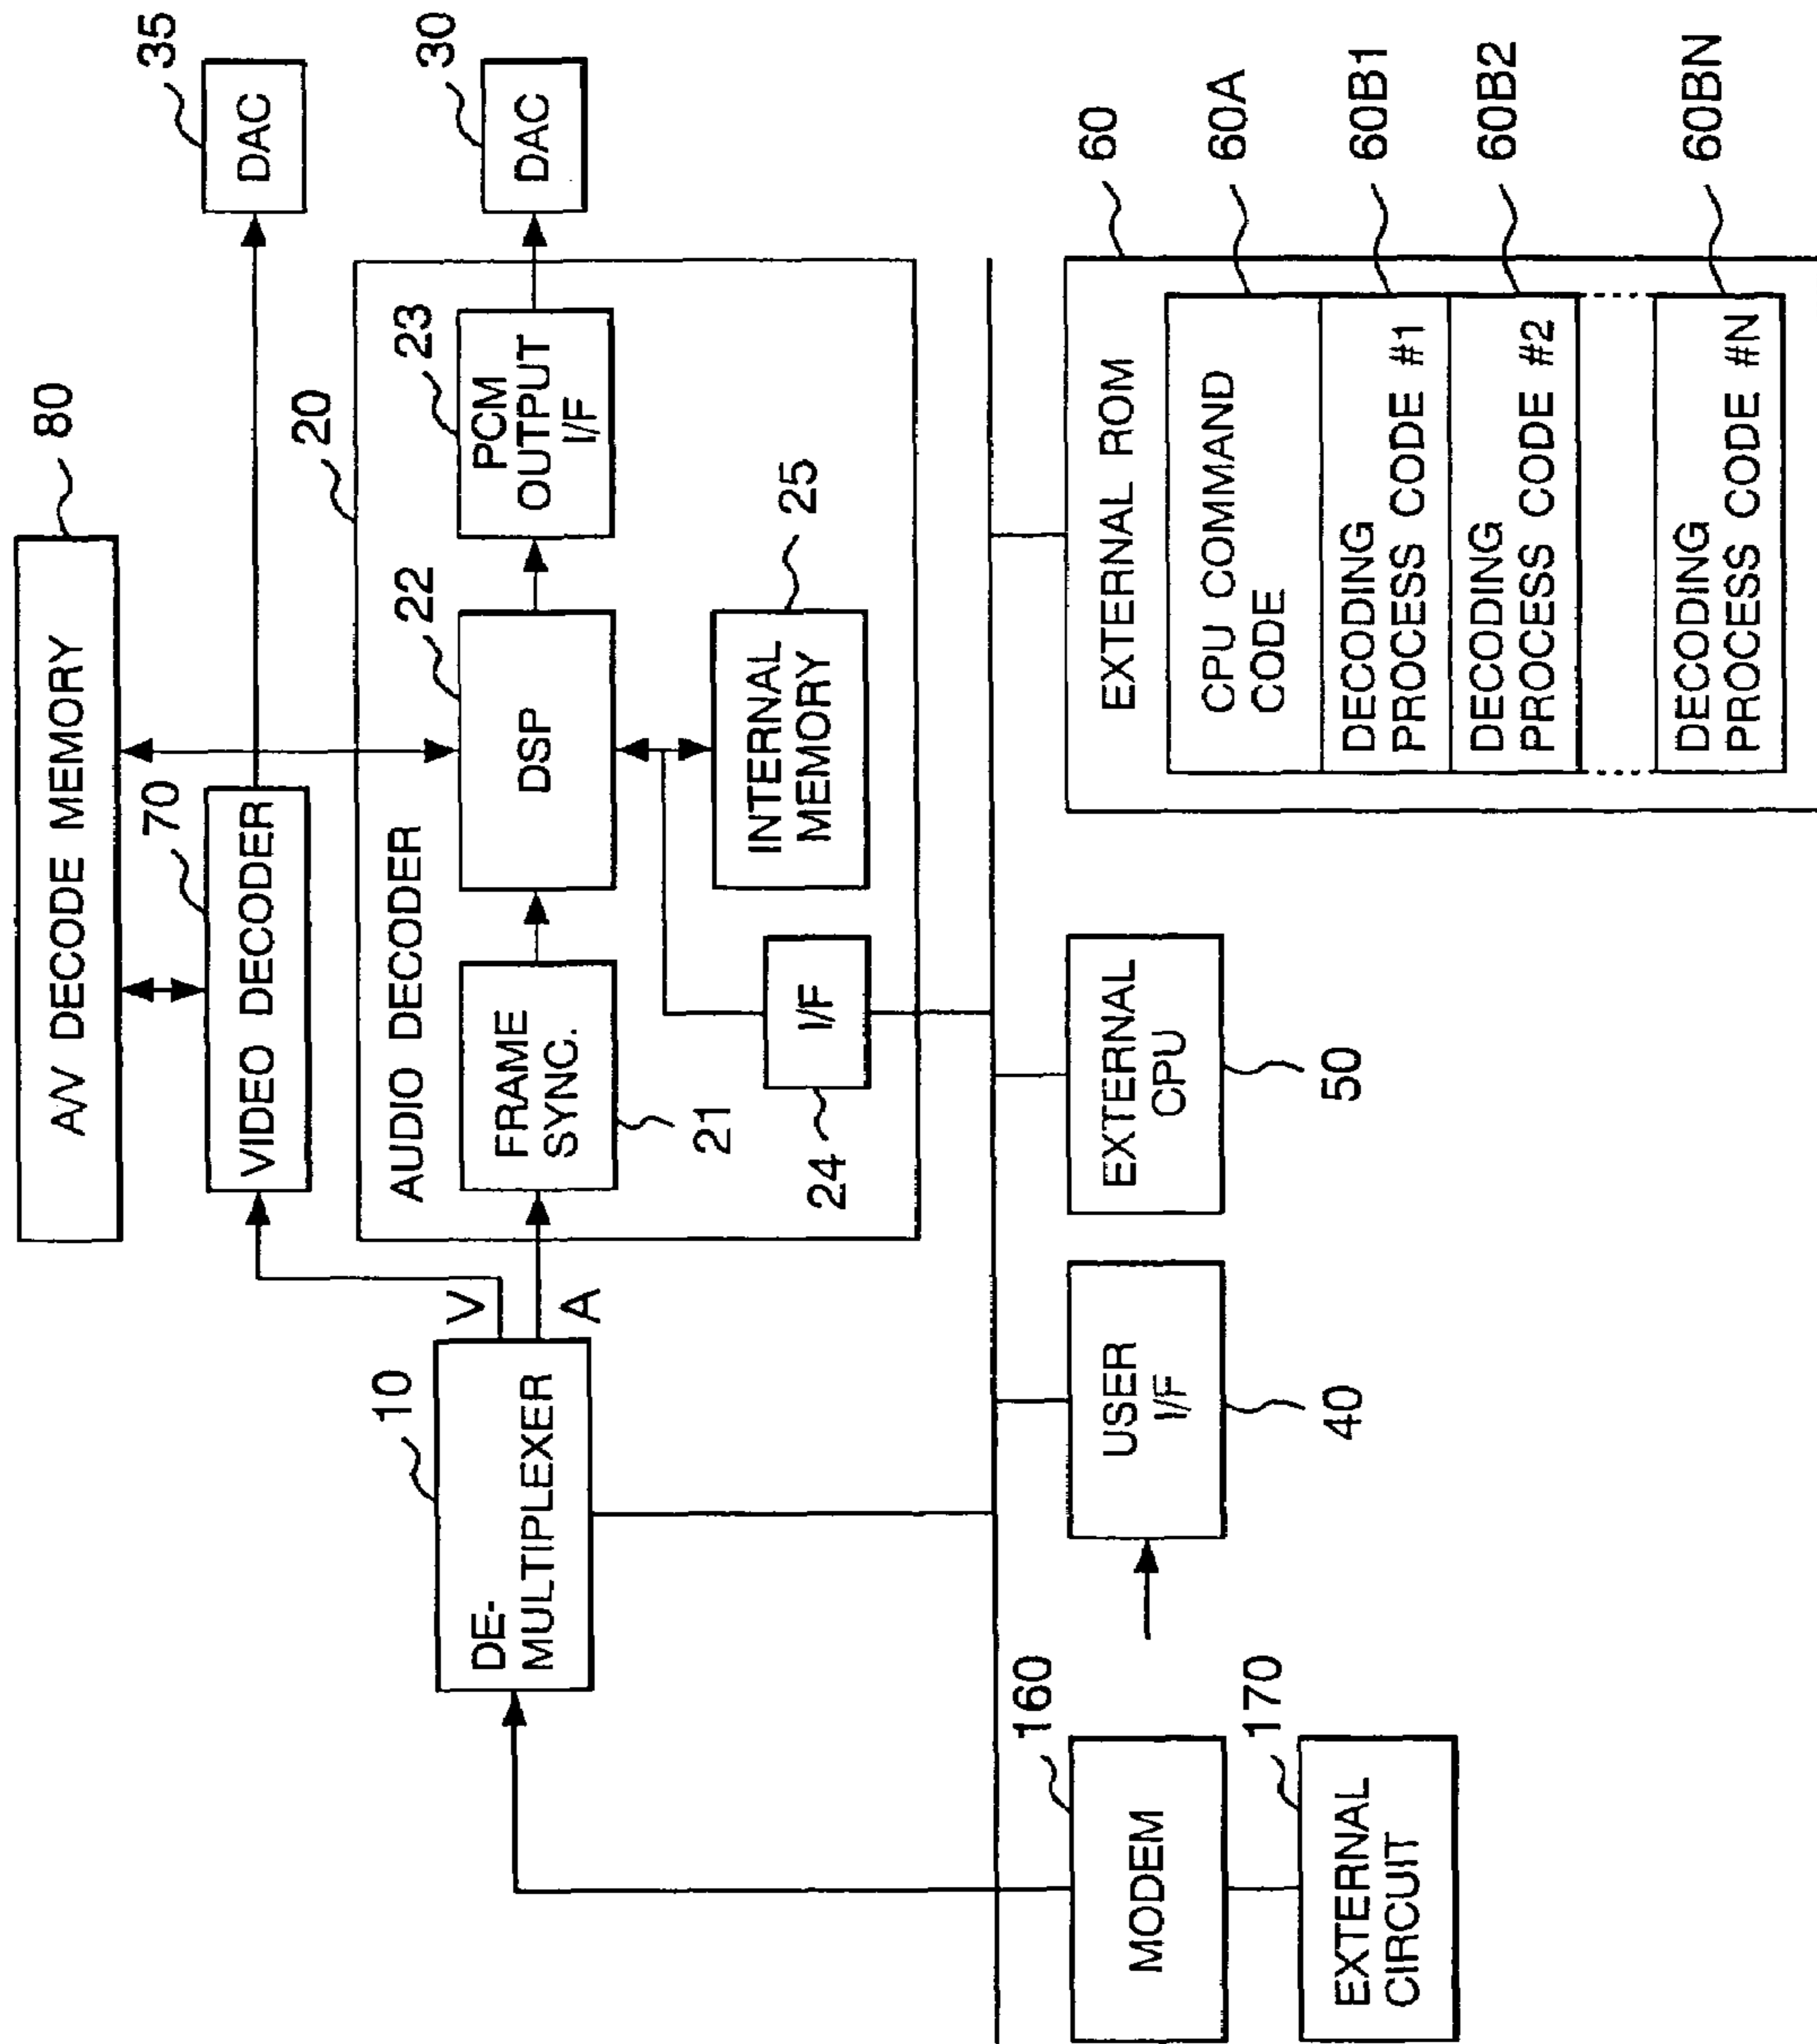 A/V DECODE MEMORY
80
70
VIDEO DECODER
35
DAC
20
AUDIO DECODER
V
A
10
DE-
MULTIPLEXER
FRAME
SYNC.
21
22
DSP
23
PCM
OUTPUT
I/F
30
DAC
I/F
24
INTERNAL
MEMORY
25
160
MODEM
170
EXTERNAL
CIRCUIT
USER
I/F
40
EXTERNAL
CPU
50
60
EXTERNAL ROM
60A
CPU COMMAND
CODE
60B1
DECODING
PROCESS CODE #1
60B2
DECODING
PROCESS CODE #2
60BN
DECODING
PROCESS CODE #N